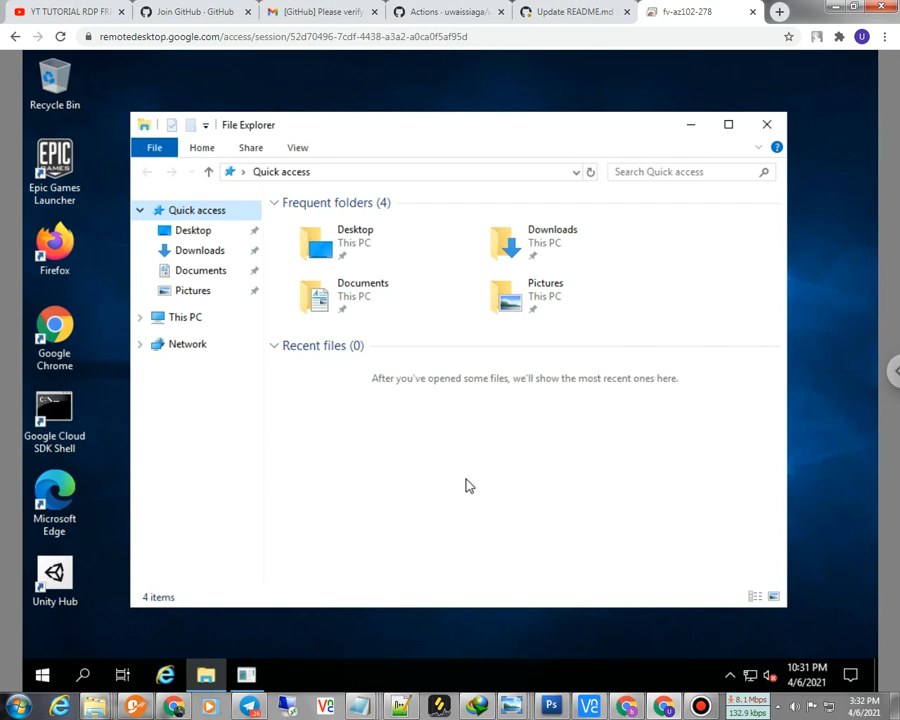 YT TUTORIAL RDP FR
Join GitHub · GitHub
[GitHub] Please verify
Actions · uwaissiaga/
Update README.md
fv-az102-278
remotedesktop.google.com/access/session/52d70496-7cdf-4438-a3a2-a0ca0f5af95d
U
Recycle Bin
EPIC
GAMES
Epic Games
Launcher
Firefox
Google
Chrome
C:\_
Google Cloud
SDK Shell
Microsoft
Edge
Unity Hub
File Explorer
File
Home
Share
View
Quick access
Search Quick access
Quick access
Desktop
Downloads
Documents
Pictures
This PC
Network
Frequent folders (4)
Desktop
This PC
Downloads
This PC
Documents
This PC
Pictures
This PC
Recent files (0)
After you've opened some files, we'll show the most recent ones here.
4 items
10:31 PM
4/6/2021
Ps
8.1 Mbps
132.9 kbps
3:32 PM
4/6/2021